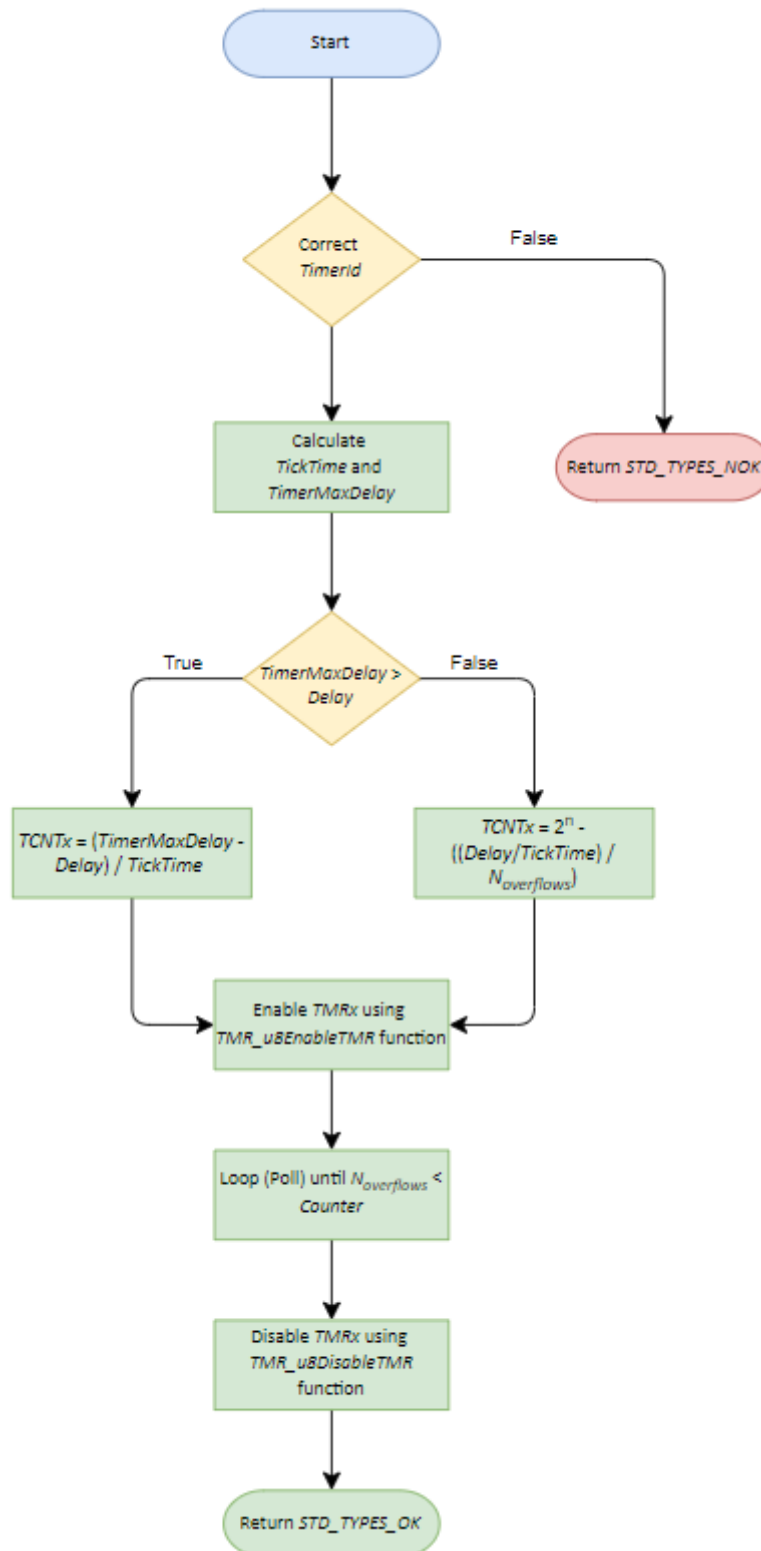 Start
Correct
TimerId
False
Calculate
TickTime and
TimerMaxDelay
Return STD_TYPES_NOK
True
TimerMaxDelay >
Delay
False
TCNTx = (TimerMaxDelay -
Delay) / TickTime
TCNTx = 2ⁿ -
((Delay/TickTime) /
Noverflows)
Enable TMRx using
TMR_u8EnableTMR function
Loop (Poll) until Noverflows <
Counter
Disable TMRx using
TMR_u8DisableTMR
function
Return STD_TYPES_OK